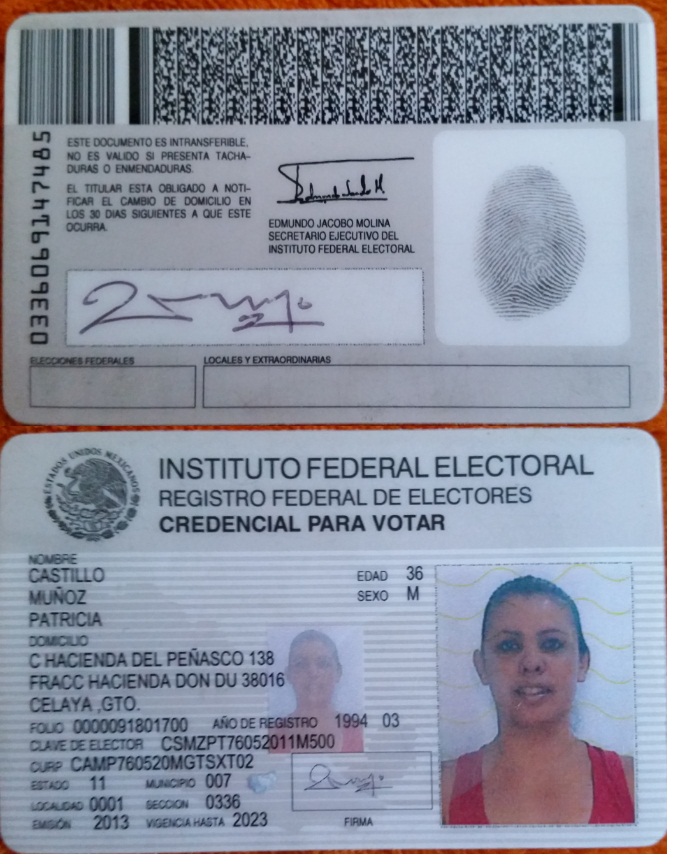 0336069147485
ESTE DOCUMENTO ES INTRANSFERIBLE,
NO ES VALIDO SI PRESENTA TACHA-
DURAS O ENMENDADURAS.
EL TITULAR ESTA OBLIGADO A NOTI-
FICAR EL CAMBIO DE DOMICILIO EN
LOS 30 DIAS SIGUIENTES A QUE ESTE
OCURRA.
EDMUNDO JACOBO MOLINA
SECRETARIO EJECUTIVO DEL
INSTITUTO FEDERAL ELECTORAL
ELECCIONES FEDERALES
LOCALES Y EXTRAORDINARIAS
ESTADOS UNIDOS MEXICANOS
INSTITUTO FEDERAL ELECTORAL
REGISTRO FEDERAL DE ELECTORES
CREDENCIAL PARA VOTAR
NOMBRE
CASTILLO
MUÑOZ
PATRICIA
EDAD 36
SEXO M
DOMICILIO
C HACIENDA DEL PEÑASCO 138
FRACC HACIENDA DON DU 38016
CELAYA ,GTO.
FOLIO 0000091801700 AÑO DE REGISTRO 1994 03
CLAVE DE ELECTOR CSMZPT76052011M500
CURP CAMP760520MGTSXT02
ESTADO 11 MUNICIPIO 007
LOCALIDAD 0001 SECCION 0336
EMISIÓN 2013 VIGENCIA HASTA 2023
FIRMA